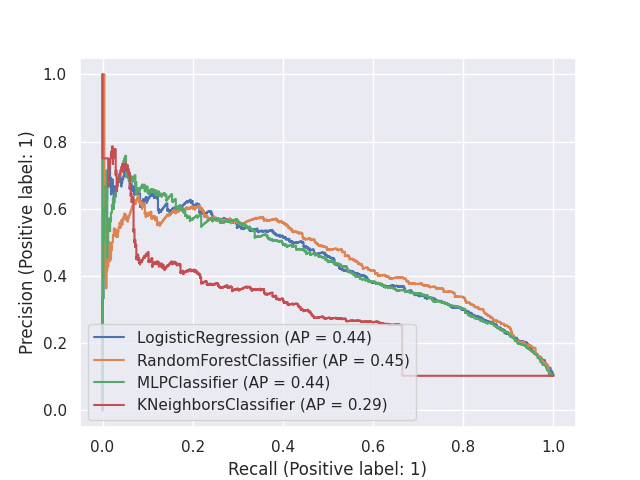 Precision (Positive label: 1)
1.0
0.8
0.6
0.4
0.2
0.0
LogisticRegression (AP = 0.44)
RandomForestClassifier (AP = 0.45)
MLPClassifier (AP = 0.44)
KNeighborsClassifier (AP = 0.29)
0.0 0.2 0.4 0.6 0.8 1.0
Recall (Positive label: 1)